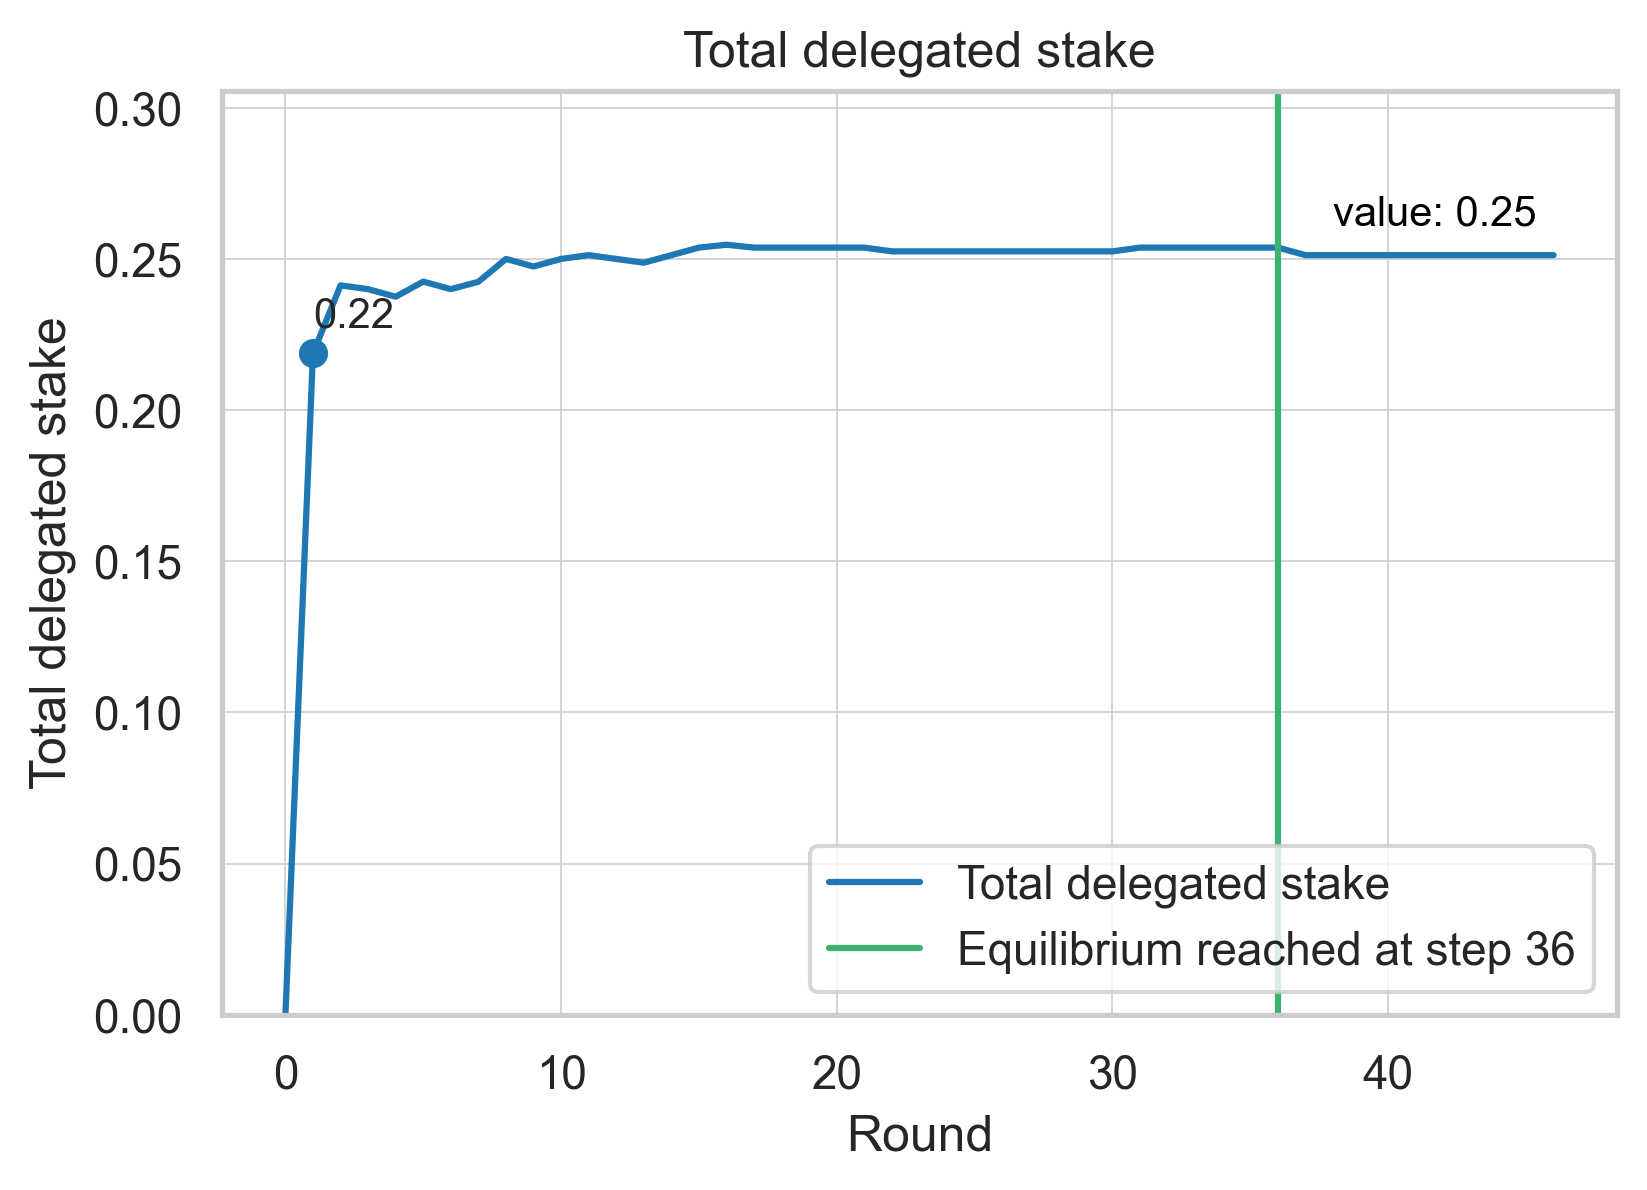 Total delegated stake
0.30
0.25
0.20
0.15
0.10
0.05
0.00
Total delegated stake
value: 0.25
0.22
Total delegated stake
Equilibrium reached at step 36
0 10 20 30 40
Round